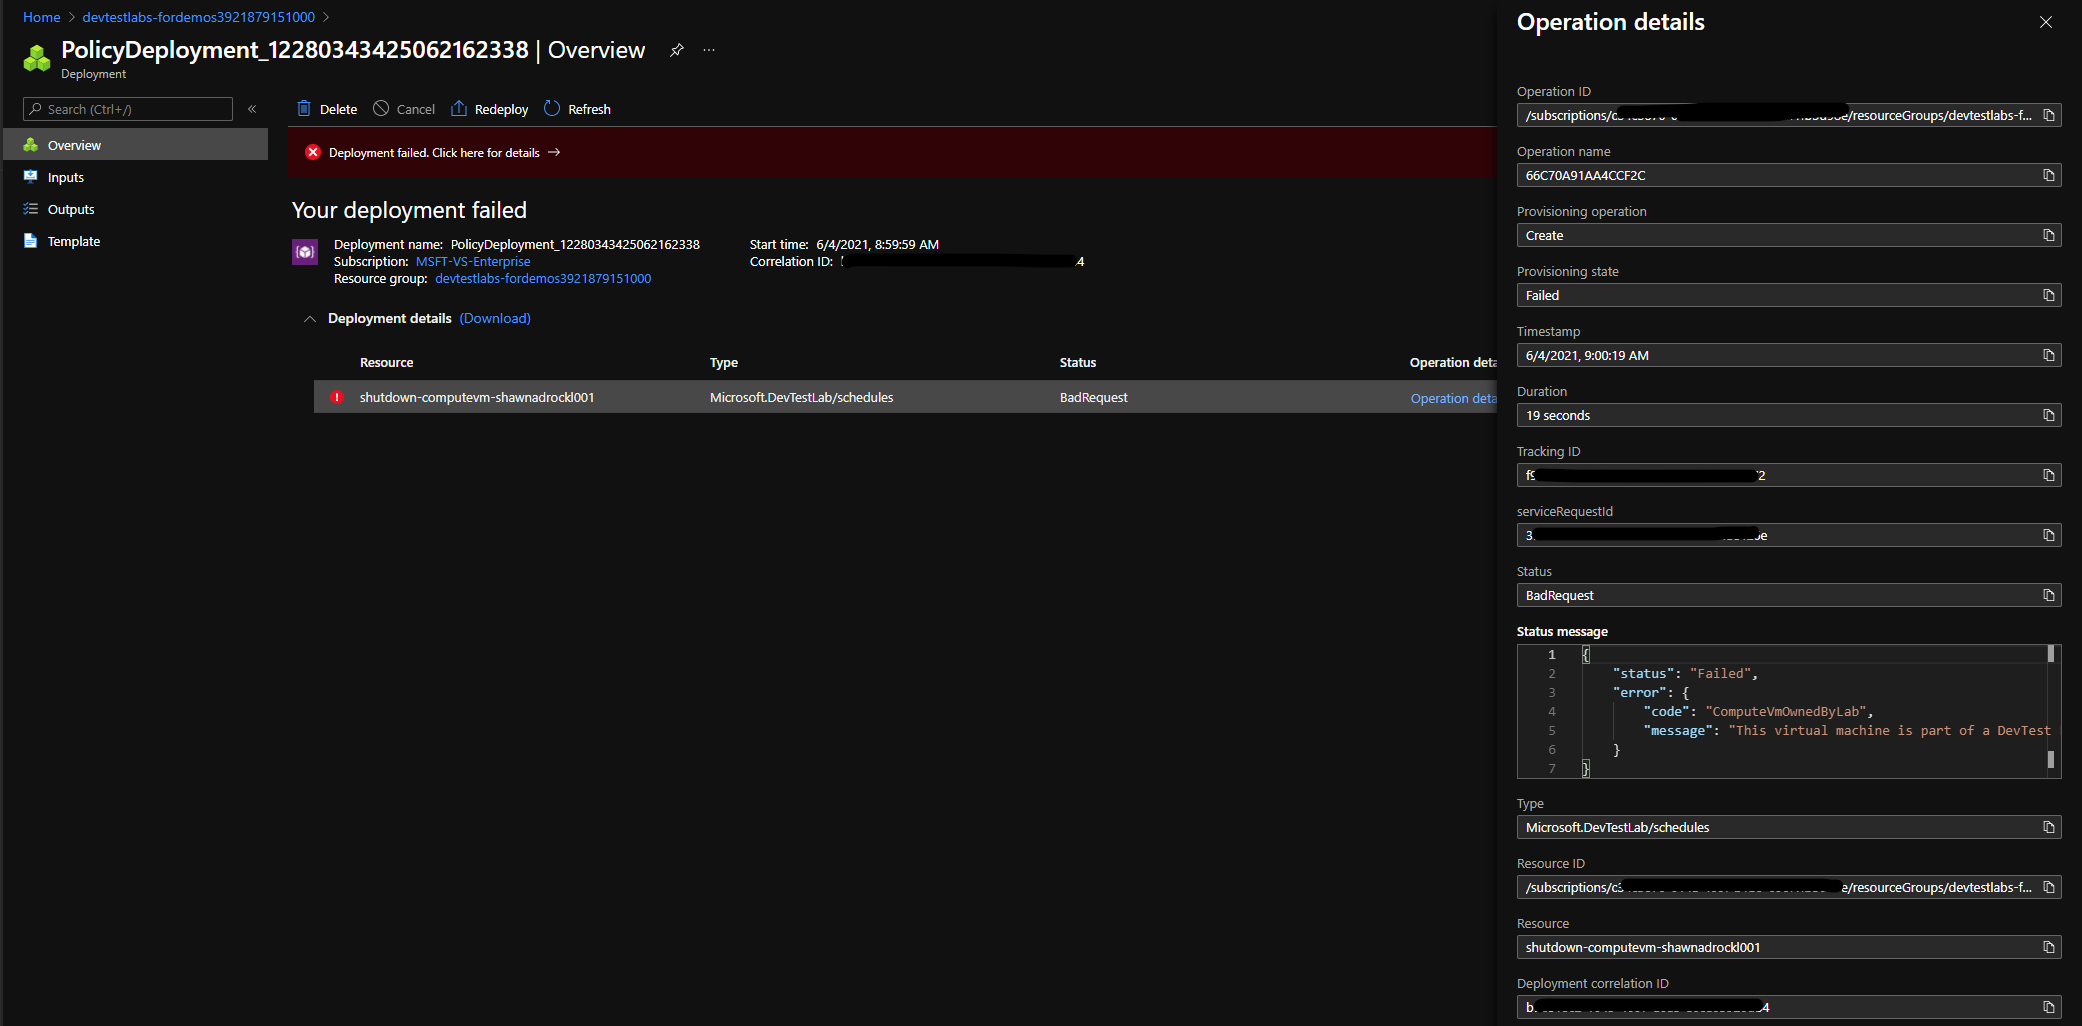 Home > devtestlabs-fordemos3921879151000 >
PolicyDeployment_12280343425062162338 | Overview
Deployment
Search (Ctrl+/)
Overview
Inputs
Outputs
Template
Delete
Cancel
Redeploy
Refresh
Deployment failed. Click here for details →
Your deployment failed
Deployment name: PolicyDeployment_12280343425062162338
Subscription: MSFT-VS-Enterprise
Resource group: devtestlabs-fordemos3921879151000
Start time: 6/4/2021, 8:59:59 AM
Correlation ID: 4
Deployment details (Download)
Resource Type Status Operation deta
shutdown-computevm-shawnadrockl001 Microsoft.DevTestLab/schedules BadRequest Operation deta
Operation details
Operation ID
/subscriptions/ e/resourceGroups/devtestlabs-f...
Operation name
66C70A91AA4CCF2C
Provisioning operation
Create
Provisioning state
Failed
Timestamp
6/4/2021, 9:00:19 AM
Duration
19 seconds
Tracking ID
f9 2
serviceRequestId
3 e
Status
BadRequest
Status message
1 {
2 "status": "Failed",
3 "error": {
4 "code": "ComputeVmOwnedByLab",
5 "message": "This virtual machine is part of a DevTest
6 }
7 }
Type
Microsoft.DevTestLab/schedules
Resource ID
/subscriptions/ e/resourceGroups/devtestlabs-f...
Resource
shutdown-computevm-shawnadrockl001
Deployment correlation ID
b 4